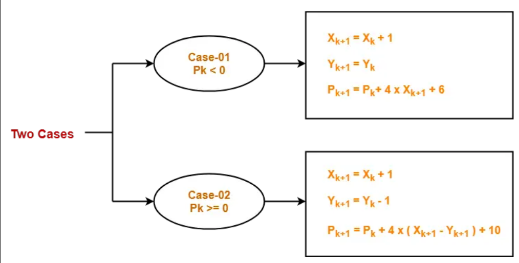 Two Cases
Case-01
Pk < 0
Xk+1 = Xk + 1
Yk+1 = Yk
Pk+1 = Pk+ 4 x Xk+1 + 6
Case-02
Pk >= 0
Xk+1 = Xk + 1
Yk+1 = Yk - 1
Pk+1 = Pk + 4 x ( Xk+1 - Yk+1 ) + 10